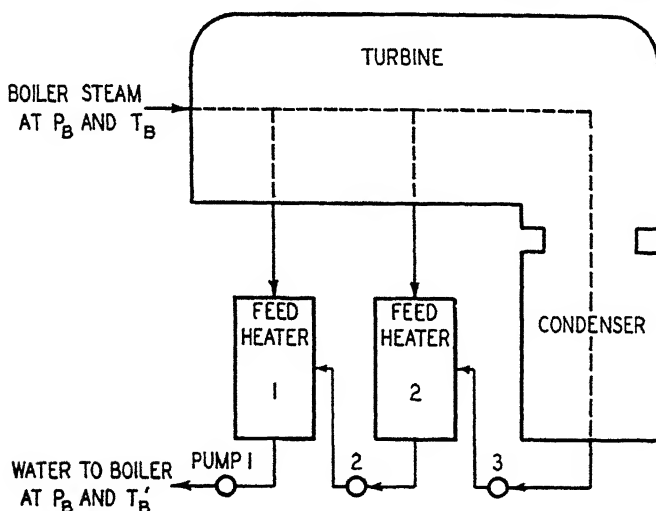 TURBINE
BOILER STEAM
AT P_B AND T_B
FEED
HEATER
1
FEED
HEATER
2
CONDENSER
WATER TO BOILER
AT P_B AND T_B'
PUMP 1
2
3